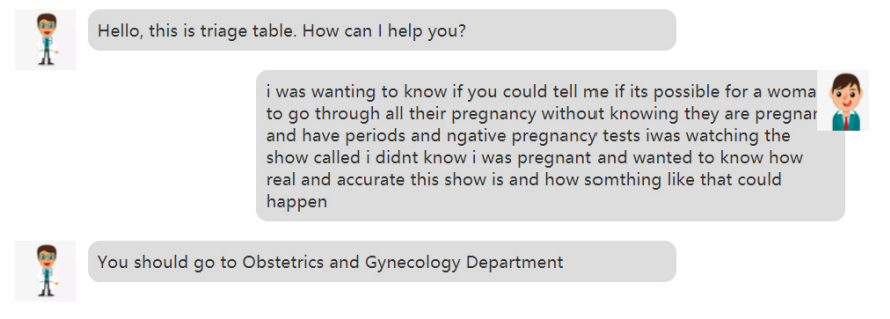 Hello, this is triage table. How can I help you?
i was wanting to know if you could tell me if its possible for a woma
to go through all their pregnancy without knowing they are pregnan
and have periods and ngative pregnancy tests iwas watching the
show called i didnt know i was pregnant and wanted to know how
real and accurate this show is and how somthing like that could
happen
You should go to Obstetrics and Gynecology Department